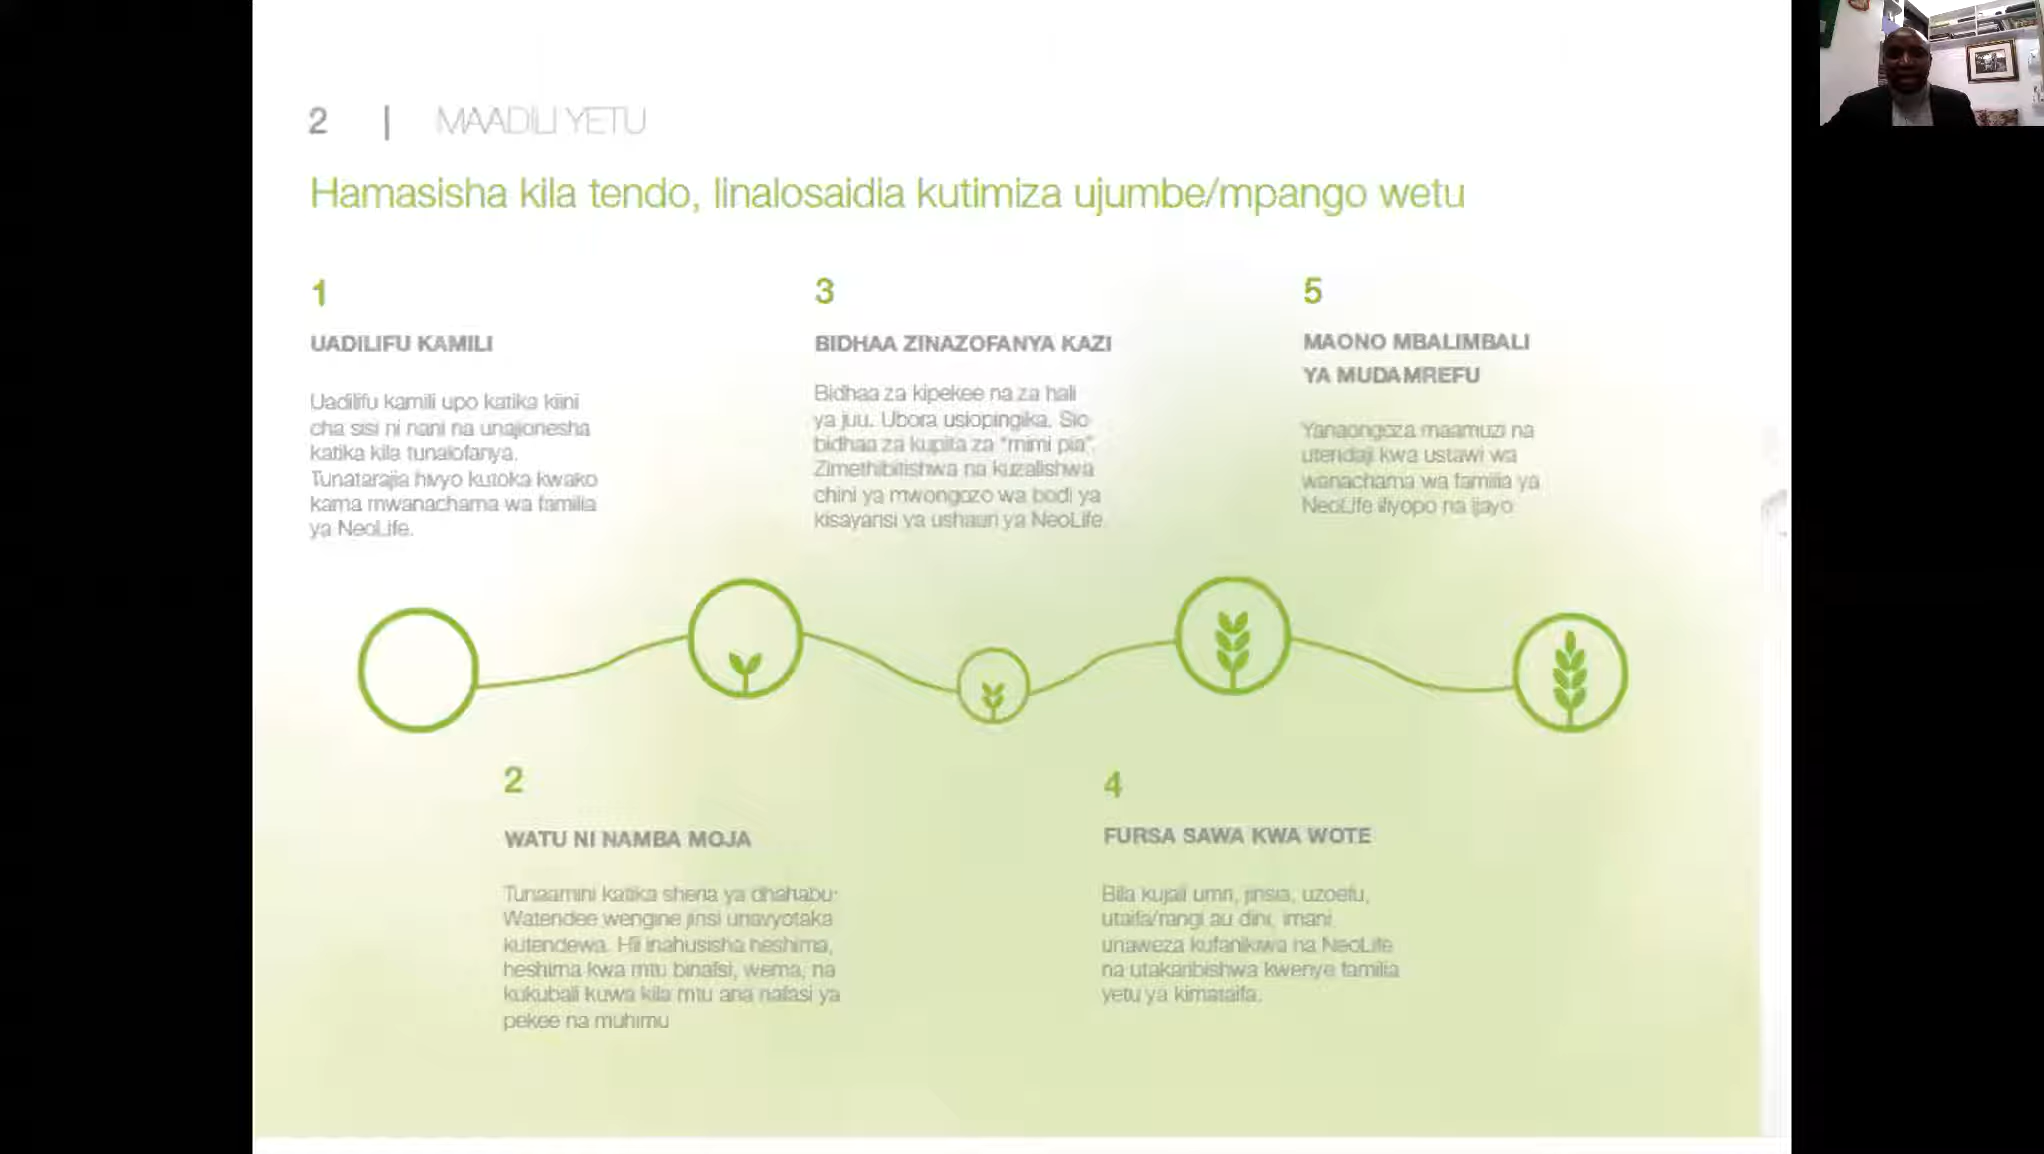 2 | MAADILI YETU
Hamasisha kila tendo, linalosaidia kutimiza ujumbe/mpango wetu
1
UADILIFU KAMILI
Uadilifu kamili upo katika kiini
cha sisi ni nani na unajionesha
katika kila tunalofanya.
Tunatarajia hivyo kutoka kwako
kama mwanachama wa familia
ya NeoLife.
3
BIDHAA ZINAZOFANYA KAZI
Bidhaa za kipekee na za hali
ya juu. Ubora usiopingika. Sio
bidhaa za kupita za "mimi pia".
Zimethibitishwa na kuzalishwa
chini ya mwongozo wa bodi ya
kisayansi ya ushauri ya NeoLife
5
MAONO MBALIMBALI
YA MUDAMREFU
Yanaongoza maamuzi na
utendaji kwa ustawi wa
wanachama wa familia ya
NeoLife iliyopo na ijayo
2
WATU NI NAMBA MOJA
Tunaamini katika sheria ya dhahabu:
Watendee wengine jinsi unavyotaka
kutendewa. Hii inahusisha heshima,
heshima kwa mtu binafsi, wema, na
kukubali kuwa kila mtu ana nafasi ya
pekee na muhimu
4
FURSA SAWA KWA WOTE
Bila kujali umri, jinsia, uzoefu,
utaifa/rangi au dini, imani,
unaweza kufanikiwa na NeoLife
na utakaribishwa kwenye familia
yetu ya kimataifa.